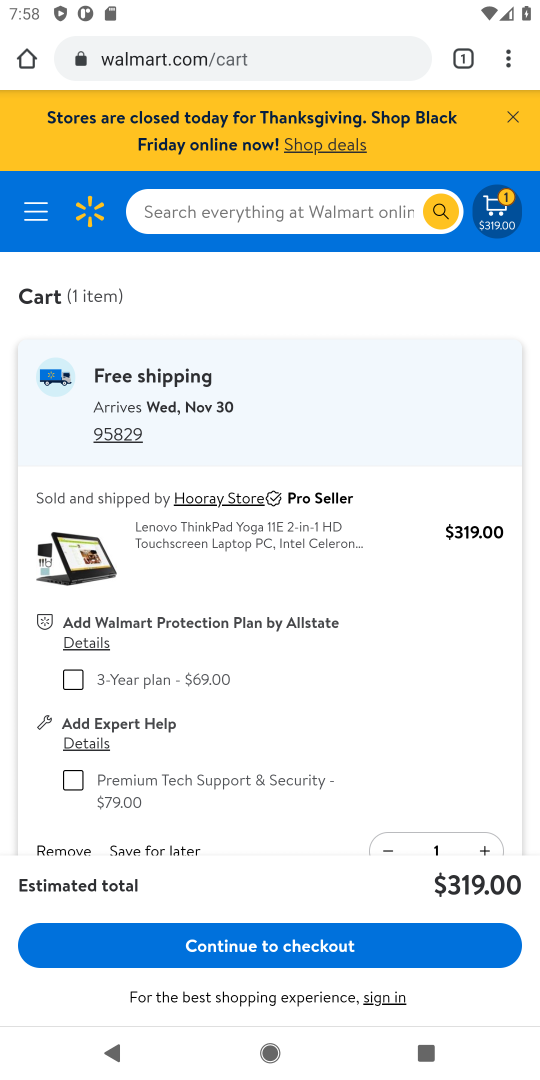 7:58
walmart.com/cart
1
Stores are closed today for Thanksgiving. Shop Black
Friday online now! Shop deals
Search everything at Walmart onlin
1
$319.00
Cart (1 item)
Free shipping
Arrives Wed, Nov 30
95829
Sold and shipped by Hooray Store Pro Seller
Lenovo ThinkPad Yoga 11E 2-in-1 HD
Touchscreen Laptop PC, Intel Celeron...
$319.00
Add Walmart Protection Plan by Allstate
Details
3-Year plan - $69.00
Add Expert Help
Details
Premium Tech Support & Security -
$79.00
Remove Save for later
− 1 +
Estimated total $319.00
Continue to checkout
For the best shopping experience, sign in